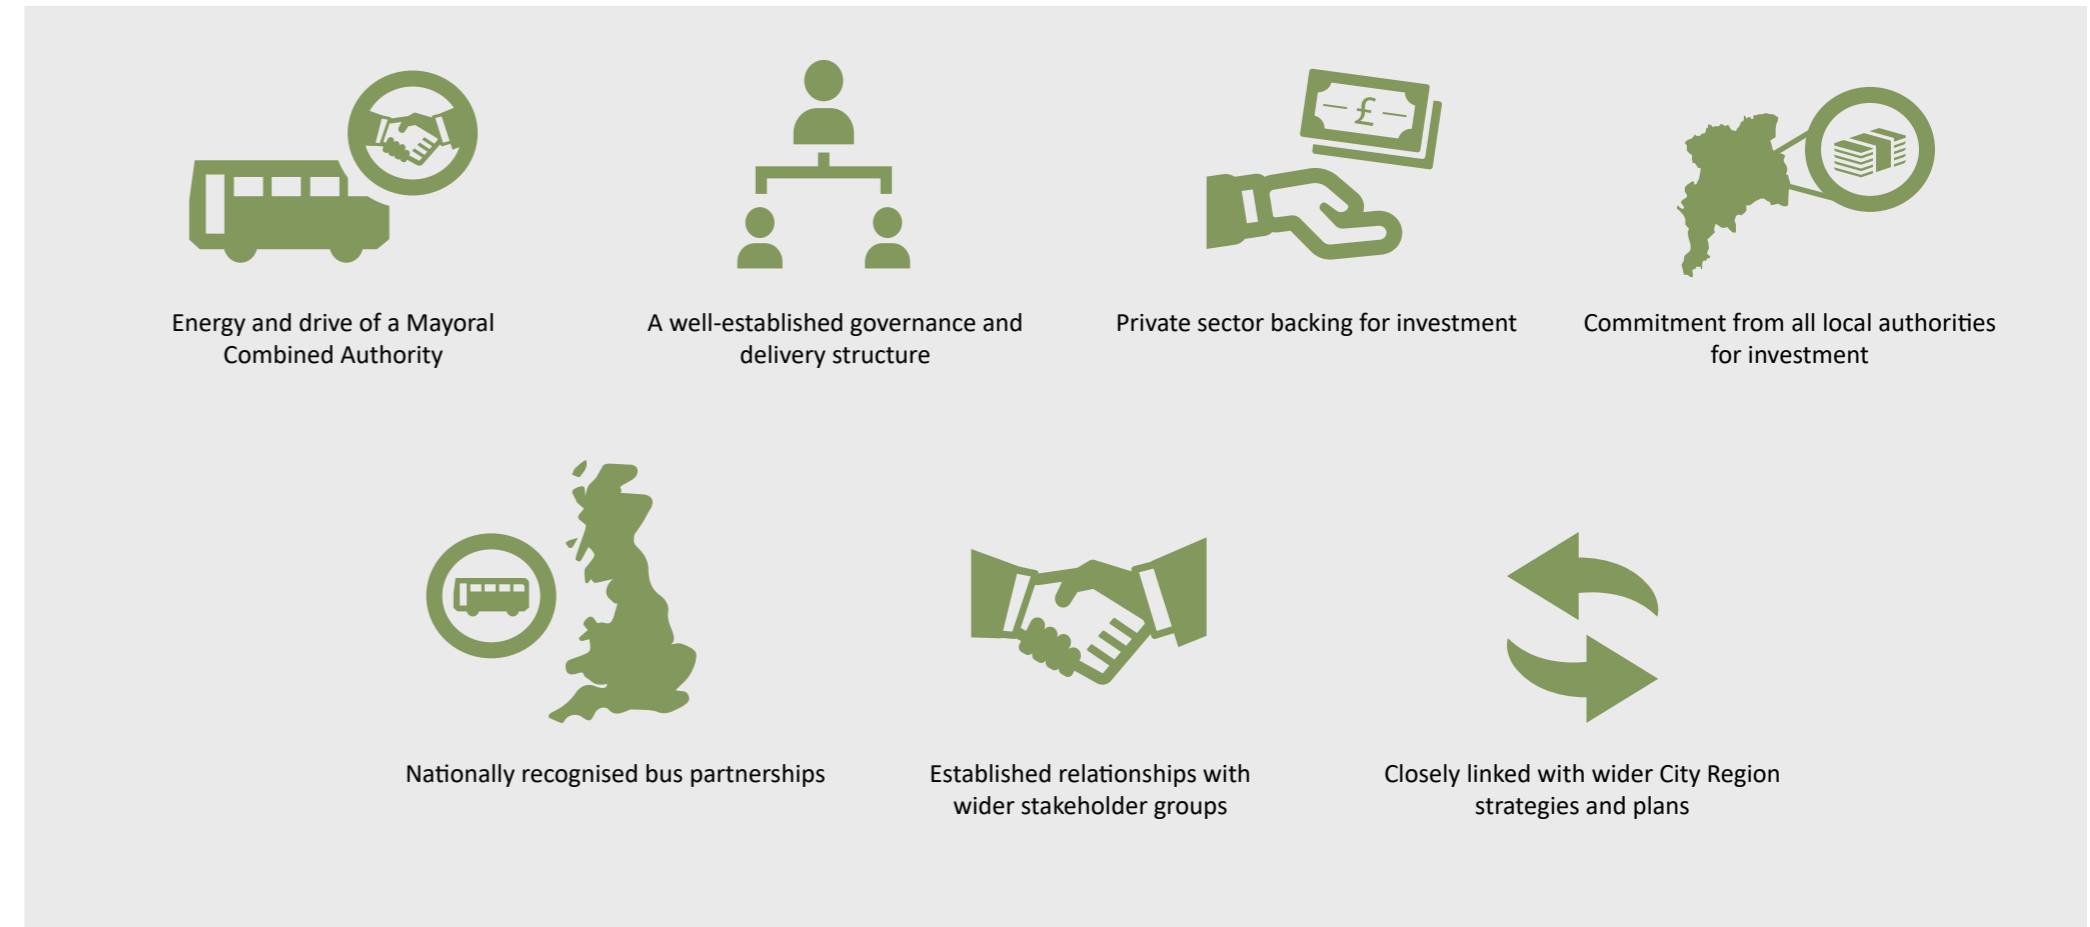 £
Energy and drive of a Mayoral
Combined Authority
A well-established governance and
delivery structure
Private sector backing for investment
Commitment from all local authorities
for investment
Nationally recognised bus partnerships
Established relationships with
wider stakeholder groups
Closely linked with wider City Region
strategies and plans